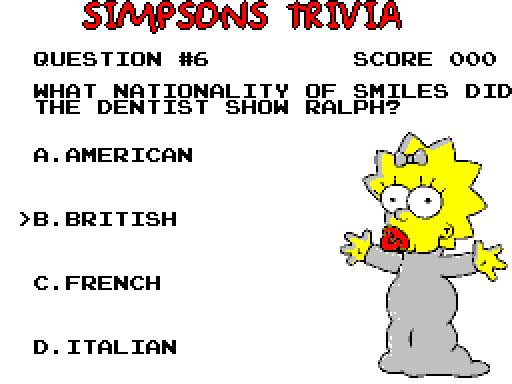 SIMPSONS TRIVIA
QUESTION #6 SCORE 000
WHAT NATIONALITY OF SMILES DID
THE DENTIST SHOW RALPH?
A.AMERICAN
>B.BRITISH
C.FRENCH
D.ITALIAN